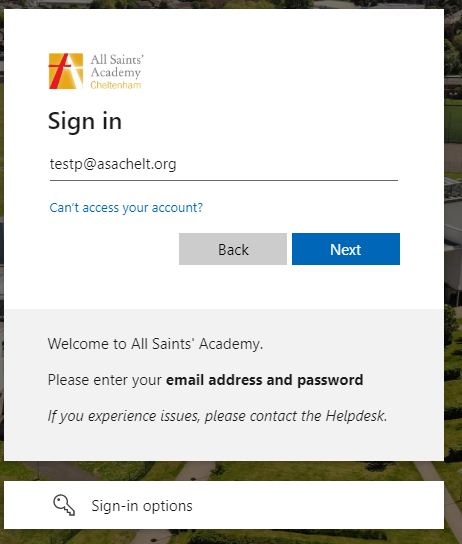 All Saints'
Academy
Cheltenham
Sign in
testp@asachelt.org
Can't access your account?
Back
Next
Welcome to All Saints' Academy.
Please enter your email address and password
If you experience issues, please contact the Helpdesk.
Sign-in options